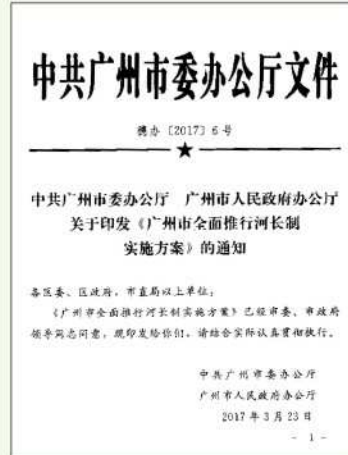 中共广州市委办公厅文件
穗办〔2017〕6号
中共广州市委办公厅 广州市人民政府办公厅
关于印发《广州市全面推行河长制
实施方案》的通知
各区委、区政府，市直局以上单位：
《广州市全面推行河长制实施方案》已经市委、市政府
领导同志同意，现印发给你们，请结合实际认真贯彻执行。
中共广州市委办公厅
广州市人民政府办公厅
2017年3月23日
- 1 -